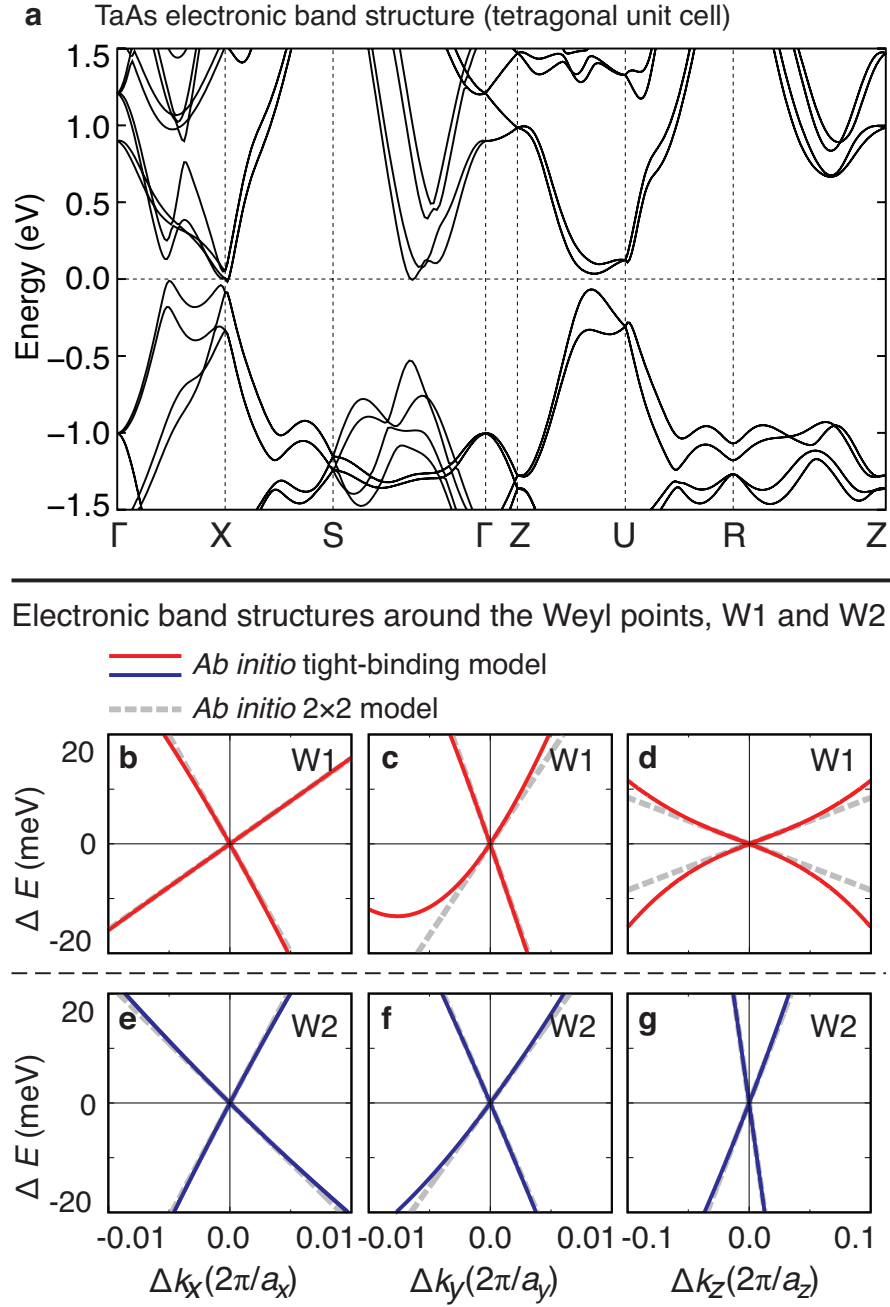 a TaAs electronic band structure (tetragonal unit cell)
Energy (eV)
1.5
1.0
0.5
0.0
−0.5
−1.0
−1.5
Γ X S Γ Z U R Z
Electronic band structures around the Weyl points, W1 and W2
Ab initio tight-binding model
Ab initio 2×2 model
Δ E (meV)
20
0
-20
b W1
c W1
d W1
Δ E (meV)
20
0
-20
e W2
f W2
g W2
-0.01 0.0 0.01
-0.01 0.0 0.01
-0.1 0.0 0.1
Δkx(2π/ax)
Δky(2π/ay)
Δkz(2π/az)